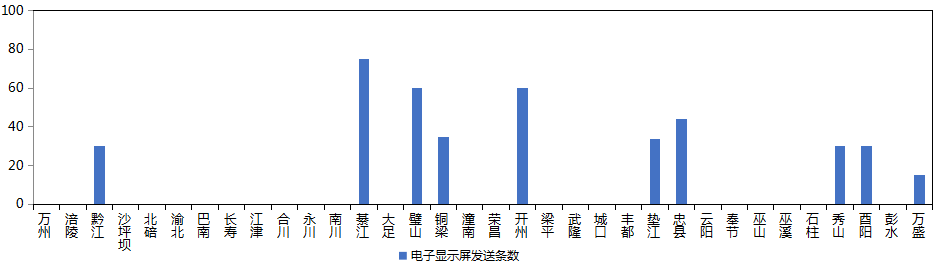 100
80
60
40
20
0
万州
涪陵
黔江
沙坪坝
北碚
渝北
巴南
长寿
江津
合川
永川
南川
綦江
大足
璧山
铜梁
潼南
荣昌
开州
梁平
武隆
城口
丰都
垫江
忠县
云阳
奉节
巫山
巫溪
石柱
秀山
酉阳
彭水
万盛
电子显示屏发送条数